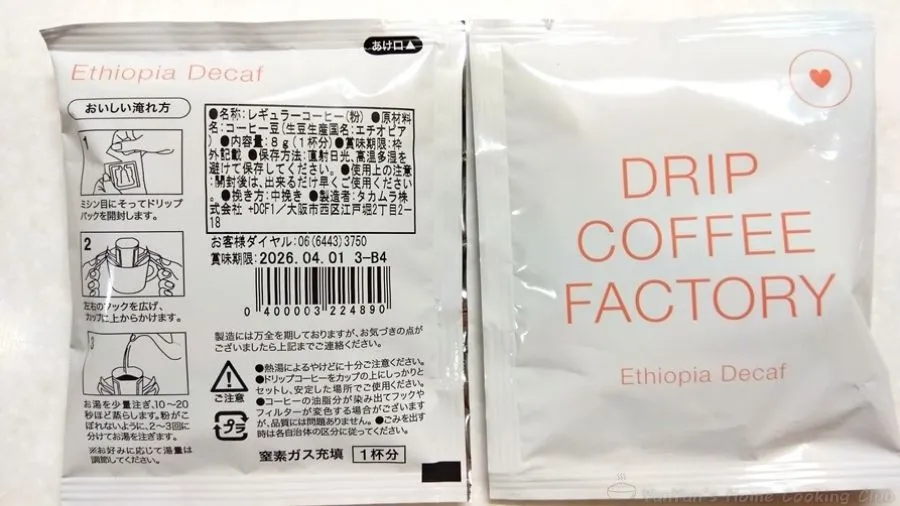 あけ口▲
Ethiopia Decaf
おいしい淹れ方
1
ミシン目にそってドリップ
パックを開封します。
2
左右のフックを広げ、
カップに上からかけます。
3
お湯を少量注ぎ、10〜20
秒ほど蒸らします。粉がこ
ぼれないように、2〜3回に
分けてお湯を注ぎます。
※お好みに応じて湯量は
調節してください。
●名称:レギュラーコーヒー(粉) ●原材料
名:コーヒー豆(生豆生産国名:エチオピア
) ●内容量:8g(1杯分)●賞味期限:枠
外記載 ●保存方法:直射日光、高温多湿を
避けて保存してください。●使用上の注意
:開封後は、出来るだけ早くご使用ください
。●挽き方:中挽き ●製造者:タカムラ株
式会社 +DCF1/大阪市西区江戸堀2丁目2-
18
お客様ダイヤル:06(6443)3750
賞味期限:2026.04.01 3-B4
0 400003 224890
製造には万全を期しておりますが、お気づきの点が
ございましたら上記までご連絡ください。
ご注意
●熱湯によるやけどに十分ご注意ください。
●ドリップコーヒーをカップの上にしっかりと
セットし、安定した場所でご使用ください。
●コーヒーの油脂分が染み出てフックや
フィルターが変色する場合がございます
が、品質には問題ありません。●ごみを出す
時は各自治体の区分に従ってください。
プラ
窒素ガス充填 1杯分
DRIP
COFFEE
FACTORY
Ethiopia Decaf
Home Cooking Club